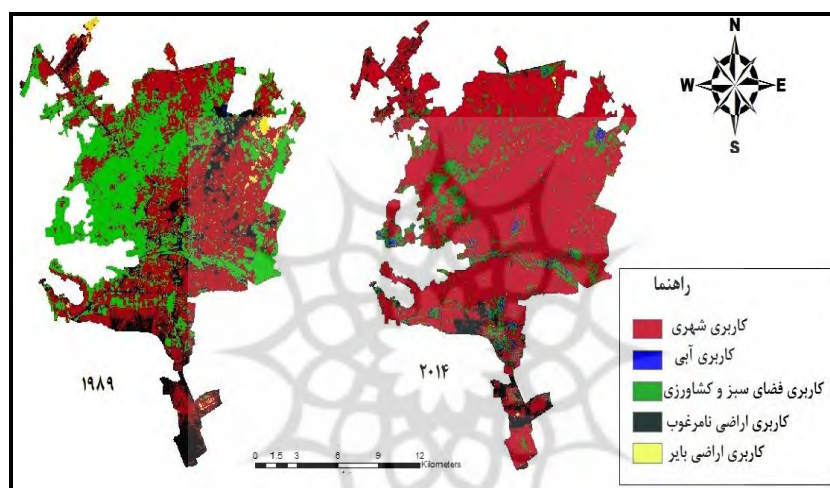 N
W E
S
۱۹۸۹
۲۰۱۴
راهنما
کاربری شهری
کاربری آبی
کاربری فضای سبز و کشاورزی
کاربری اراضی نامرغوب
کاربری اراضی بایر
0 1.5 3 6 9 12
Kilometers